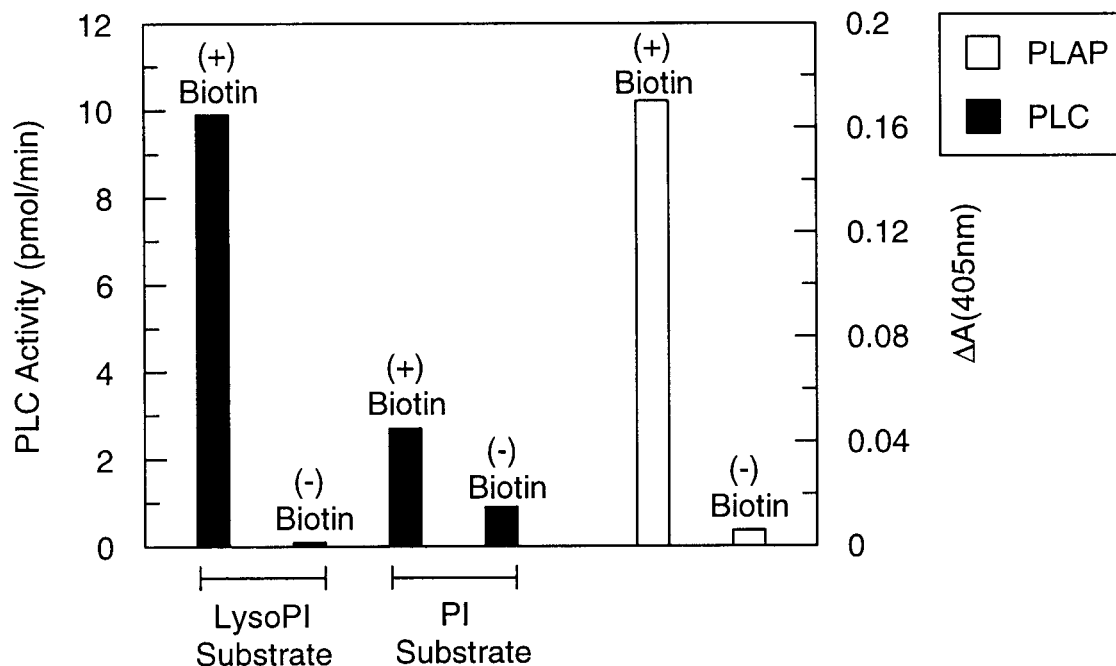 12
10
8
6
4
2
0
PLC Activity (pmol/min)
(+)
Biotin
(-)
Biotin
(+)
Biotin
(-)
Biotin
(+)
Biotin
(-)
Biotin
LysoPI
Substrate
PI
Substrate
0.2
0.16
0.12
0.08
0.04
0
ΔA(405nm)
PLAP
PLC